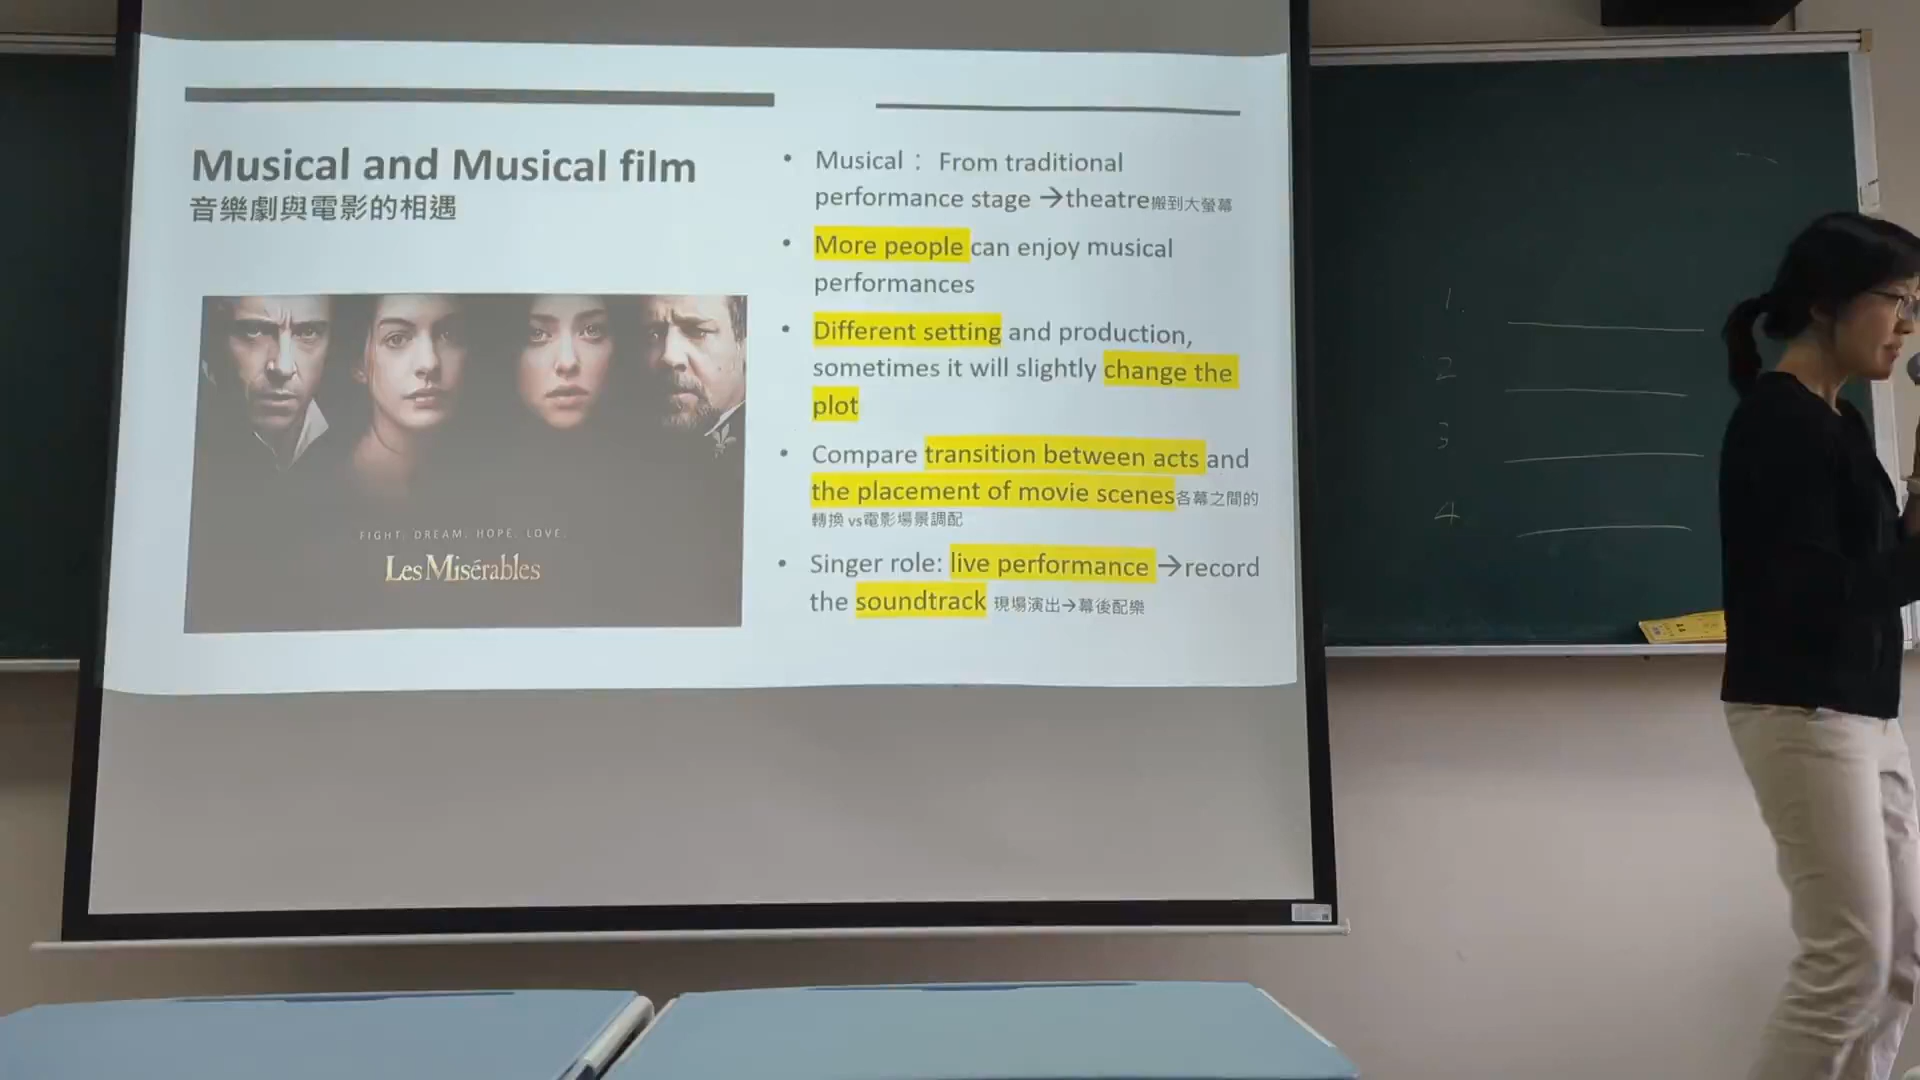 Musical and Musical film
音樂劇與電影的相遇
FIGHT. DREAM. HOPE. LOVE.
Les Misérables
• Musical： From traditional
performance stage →theatre搬到大螢幕
• More people can enjoy musical
performances
• Different setting and production,
sometimes it will slightly change the
plot
• Compare transition between acts and
the placement of movie scenes各幕之間的
轉換 vs電影場景調配
• Singer role: live performance →record
the soundtrack 現場演出→幕後配樂
1.
2
3
4